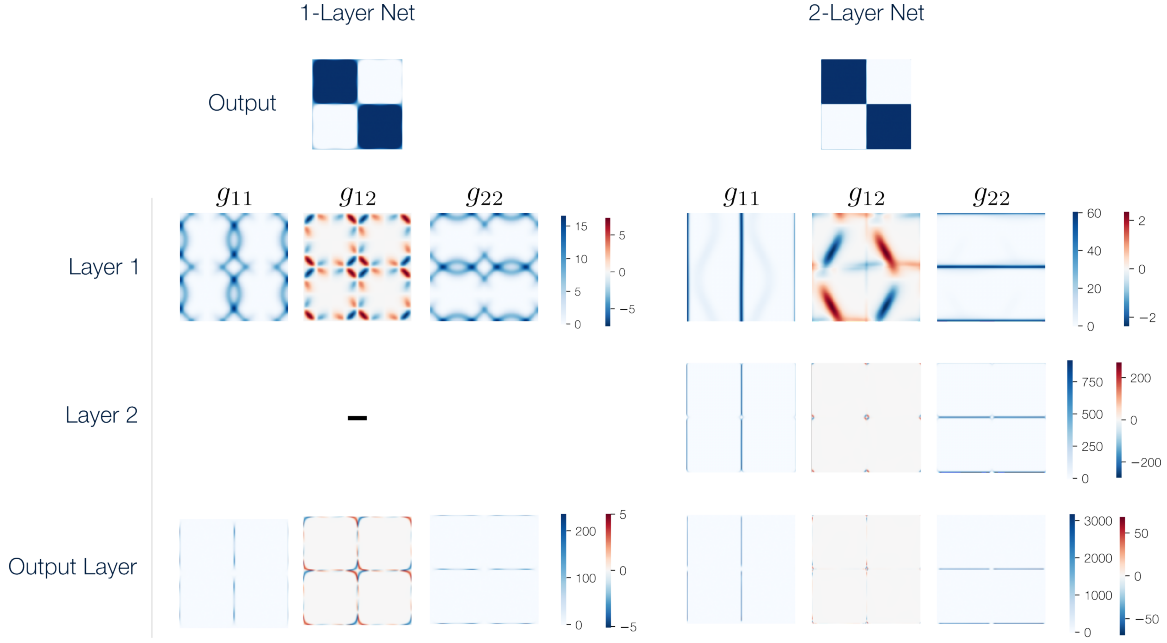 1-Layer Net 2-Layer Net
Output
g11 g12 g22 g11 g12 g22
Layer 1
15 10 5 0
5 0 −5
60 40 20 0
2 0 −2
Layer 2
750 500 250 0
200 0 −200
Output Layer
200 100 0
5 0 −5
3000 2000 1000 0
50 0 −50